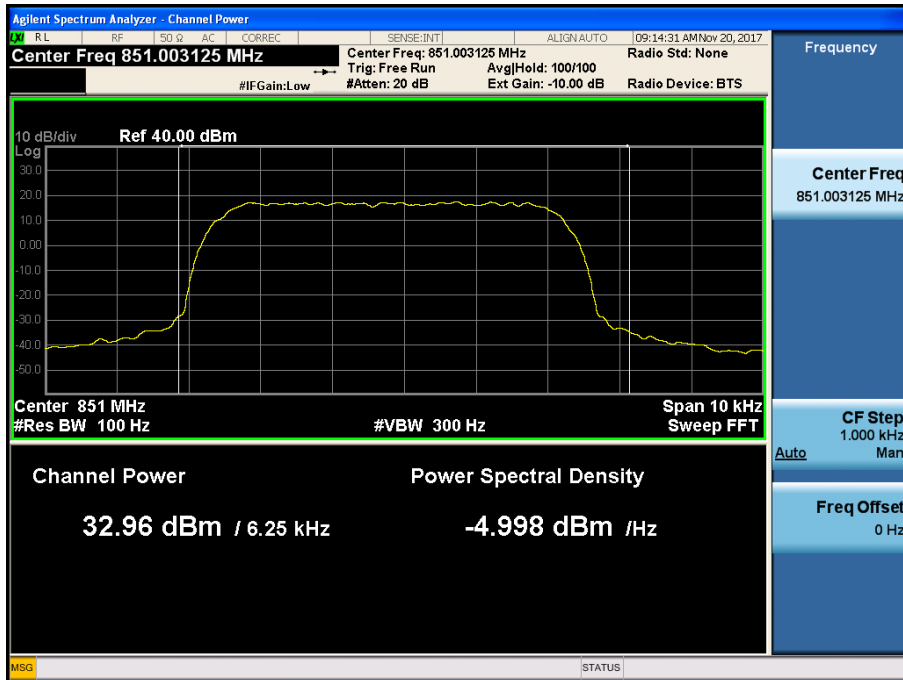 Agilent Spectrum Analyzer - Channel Power
LXI RL RF 50 Ω AC CORREC SENSE:INT ALIGN AUTO 09:14:31 AM Nov 20, 2017
Center Freq 851.003125 MHz
Center Freq: 851.003125 MHz
Radio Std: None
Trig: Free Run
Avg|Hold: 100/100
#IFGain:Low
#Atten: 20 dB
Ext Gain: -10.00 dB
Radio Device: BTS
10 dB/div
Ref 40.00 dBm
Log
30.0
20.0
10.0
0.00
-10.0
-20.0
-30.0
-40.0
-50.0
Center 851 MHz
Span 10 kHz
#Res BW 100 Hz
#VBW 300 Hz
Sweep FFT
Channel Power
Power Spectral Density
32.96 dBm / 6.25 kHz
-4.998 dBm /Hz
MSG
STATUS
Frequency
Center Freq
851.003125 MHz
CF Step
1.000 kHz
Auto Man
Freq Offset
0 Hz